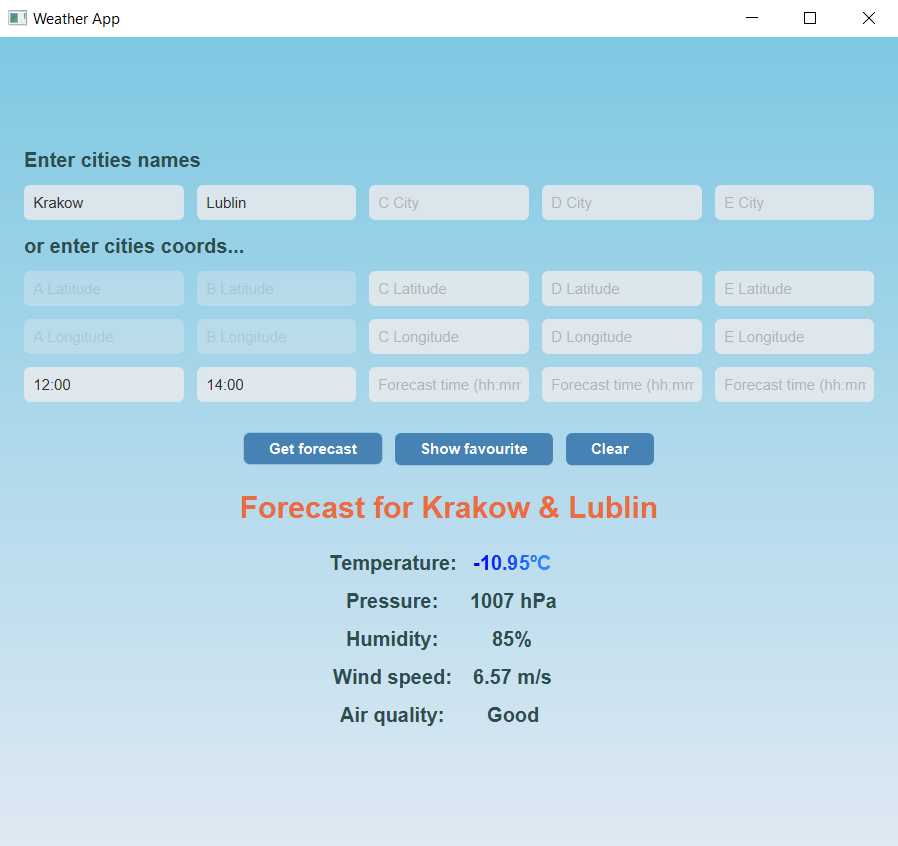 Weather App
Enter cities names
Krakow Lublin C City D City E City
or enter cities coords...
A Latitude B Latitude C Latitude D Latitude E Latitude
A Longitude B Longitude C Longitude D Longitude E Longitude
12:00 14:00 Forecast time (hh:mm Forecast time (hh:mm Forecast time (hh:mm
Get forecast Show favourite Clear
Forecast for Krakow & Lublin
Temperature: -10.95°C
Pressure: 1007 hPa
Humidity: 85%
Wind speed: 6.57 m/s
Air quality: Good